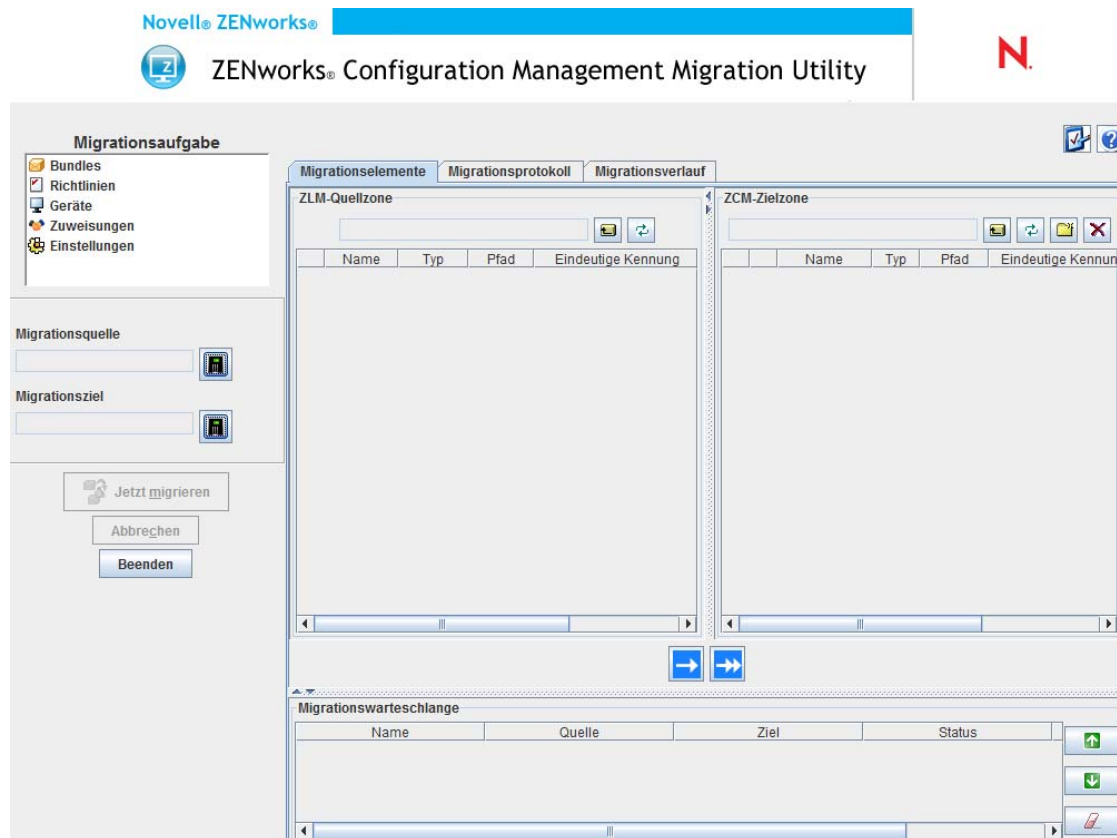 Novell® ZENworks®
Z
ZENworks® Configuration Management Migration Utility
N.
Migrationsaufgabe
Bundles
Richtlinien
Geräte
Zuweisungen
Einstellungen
Migrationsquelle
Migrationsziel
Jetzt migrieren
Abbrechen
Beenden
Migrationselemente Migrationsprotokoll Migrationsverlauf
ZLM-Quellzone
Name Typ Pfad Eindeutige Kennung
ZCM-Zielzone
Name Typ Pfad Eindeutige Kennun
Migrationswarteschlange
Name Quelle Ziel Status